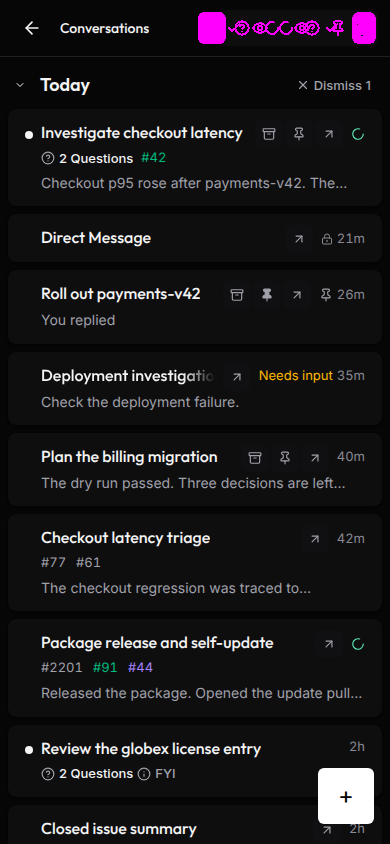 Conversations
Today
Dismiss 1
Investigate checkout latency
2 Questions #42
Checkout p95 rose after payments-v42. The...
Direct Message
21m
Roll out payments-v42
26m
You replied
Deployment investigatio
Needs input 35m
Check the deployment failure.
Plan the billing migration
40m
The dry run passed. Three decisions are left...
Checkout latency triage
42m
#77 #61
The checkout regression was traced to...
Package release and self-update
#2201 #91 #44
Released the package. Opened the update pull...
Review the globex license entry
2h
2 Questions FYI
Closed issue summary
2h